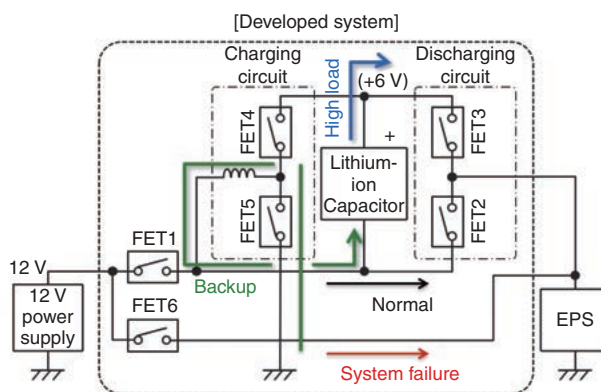 [Developed system]
Charging
circuit
High load
(+6 V)
Discharging
circuit
FET4
FET3
+
Lithium-
ion
Capacitor
FET5
FET2
FET1
12 V
Backup
Normal
12 V
power
supply
FET6
EPS
System failure